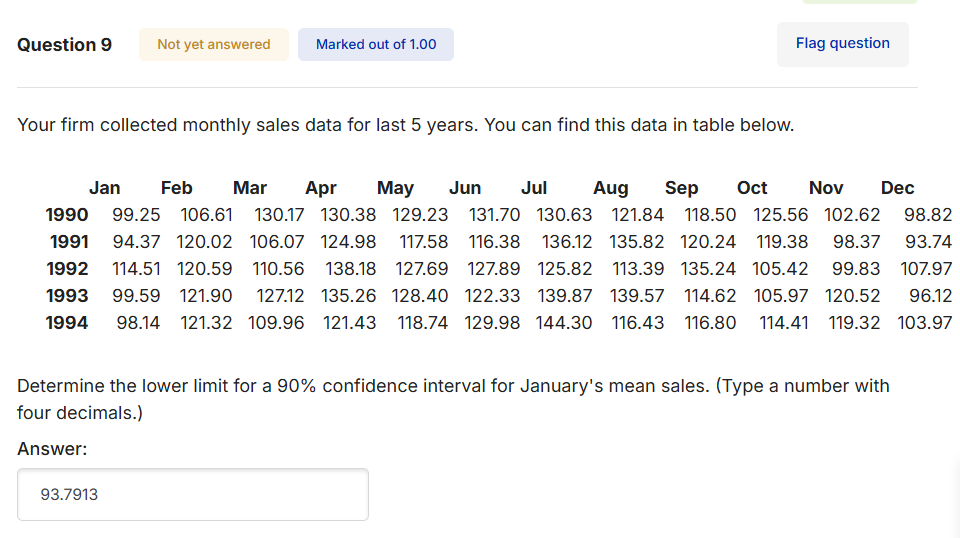 Question 9 Not yet answered Marked out of 1.00 Flag question
Your firm collected monthly sales data for last 5 years. You can find this data in table below.
Jan Feb Mar Apr May Jun Jul Aug Sep Oct Nov Dec
1990 99.25 106.61 130.17 130.38 129.23 131.70 130.63 121.84 118.50 125.56 102.62 98.82
1991 94.37 120.02 106.07 124.98 117.58 116.38 136.12 135.82 120.24 119.38 98.37 93.74
1992 114.51 120.59 110.56 138.18 127.69 127.89 125.82 113.39 135.24 105.42 99.83 107.97
1993 99.59 121.90 127.12 135.26 128.40 122.33 139.87 139.57 114.62 105.97 120.52 96.12
1994 98.14 121.32 109.96 121.43 118.74 129.98 144.30 116.43 116.80 114.41 119.32 103.97
Determine the lower limit for a 90% confidence interval for January's mean sales. (Type a number with
four decimals.)
Answer:
93.7913